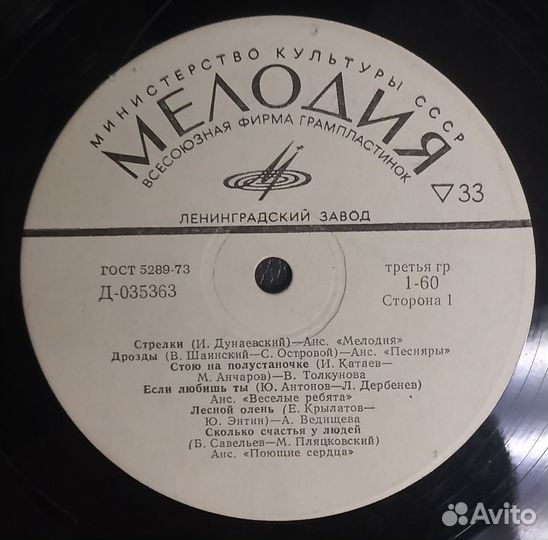 МИНИСТЕРСТВО КУЛЬТУРЫ СССР
МЕЛОДИЯ
ВСЕСОЮЗНАЯ ФИРМА ГРАМПЛАСТИНОК
▽33
ЛЕНИНГРАДСКИЙ ЗАВОД
ГОСТ 5289-73
Д-035363
третья гр
1-60
Сторона 1
Стрелки (И. Дунаевский)—Анс. «Мелодия»
Дрозды (В. Шаинский—С. Островой)—Анс. «Песняры»
Стою на полустаночке (И. Катаев—
М. Анчаров)—В. Толкунова
Если любишь ты (Ю. Антонов—Л. Дербенев)
Анс. «Веселые ребята»
Лесной олень (Е. Крылатов—
Ю. Энтин)—А. Ведищева
Сколько счастья у людей
(Б. Савельев—М. Пляцковский)
Анс. «Поющие сердца»
Avito